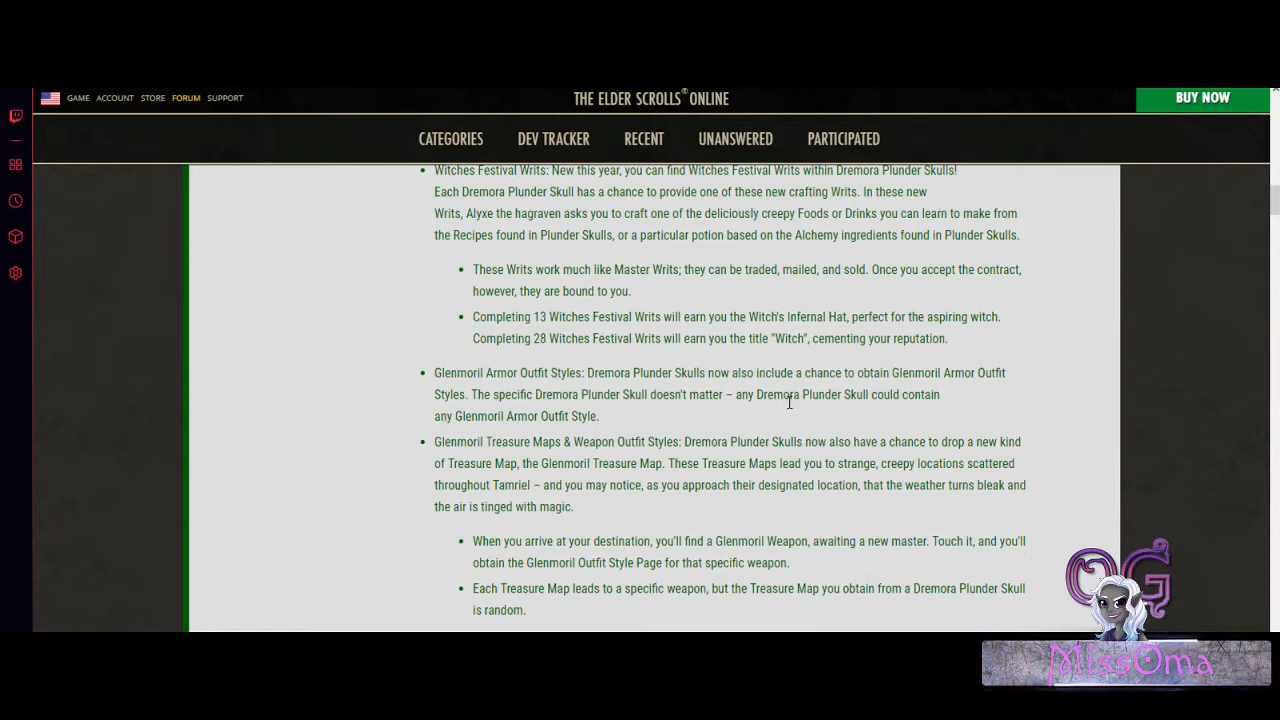 GAME ACCOUNT STORE FORUM SUPPORT
THE ELDER SCROLLS® ONLINE
BUY NOW
CATEGORIES DEV TRACKER RECENT UNANSWERED PARTICIPATED
• Witches Festival Writs: New this year, you can find Witches Festival Writs within Dremora Plunder Skulls!
Each Dremora Plunder Skull has a chance to provide one of these new crafting Writs. In these new
Writs, Alyxe the hagraven asks you to craft one of the deliciously creepy Foods or Drinks you can learn to make from
the Recipes found in Plunder Skulls, or a particular potion based on the Alchemy ingredients found in Plunder Skulls.
• These Writs work much like Master Writs; they can be traded, mailed, and sold. Once you accept the contract,
however, they are bound to you.
• Completing 13 Witches Festival Writs will earn you the Witch's Infernal Hat, perfect for the aspiring witch.
Completing 28 Witches Festival Writs will earn you the title "Witch", cementing your reputation.
• Glenmoril Armor Outfit Styles: Dremora Plunder Skulls now also include a chance to obtain Glenmoril Armor Outfit
Styles. The specific Dremora Plunder Skull doesn't matter – any Dremora Plunder Skull could contain
any Glenmoril Armor Outfit Style.
• Glenmoril Treasure Maps & Weapon Outfit Styles: Dremora Plunder Skulls now also have a chance to drop a new kind
of Treasure Map, the Glenmoril Treasure Map. These Treasure Maps lead you to strange, creepy locations scattered
throughout Tamriel – and you may notice, as you approach their designated location, that the weather turns bleak and
the air is tinged with magic.
• When you arrive at your destination, you'll find a Glenmoril Weapon, awaiting a new master. Touch it, and you'll
obtain the Glenmoril Outfit Style Page for that specific weapon.
• Each Treasure Map leads to a specific weapon, but the Treasure Map you obtain from a Dremora Plunder Skull
is random.
OG
MissOma